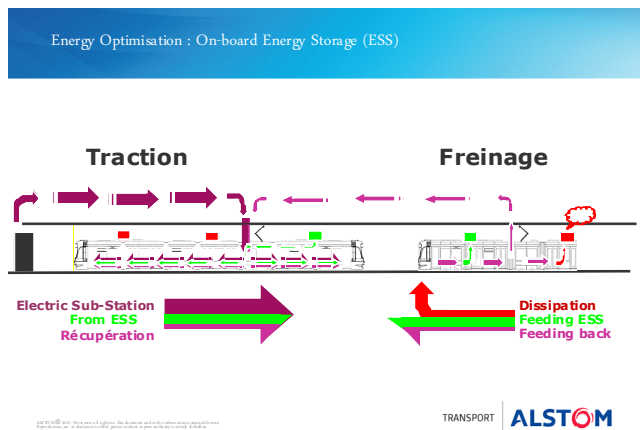 Energy Optimisation : On-board Energy Storage (ESS)
Traction
Freinage
Electric Sub-Station
From ESS
Récupération
Dissipation
Feeding ESS
Feeding back
TRANSPORT
ALSTOM